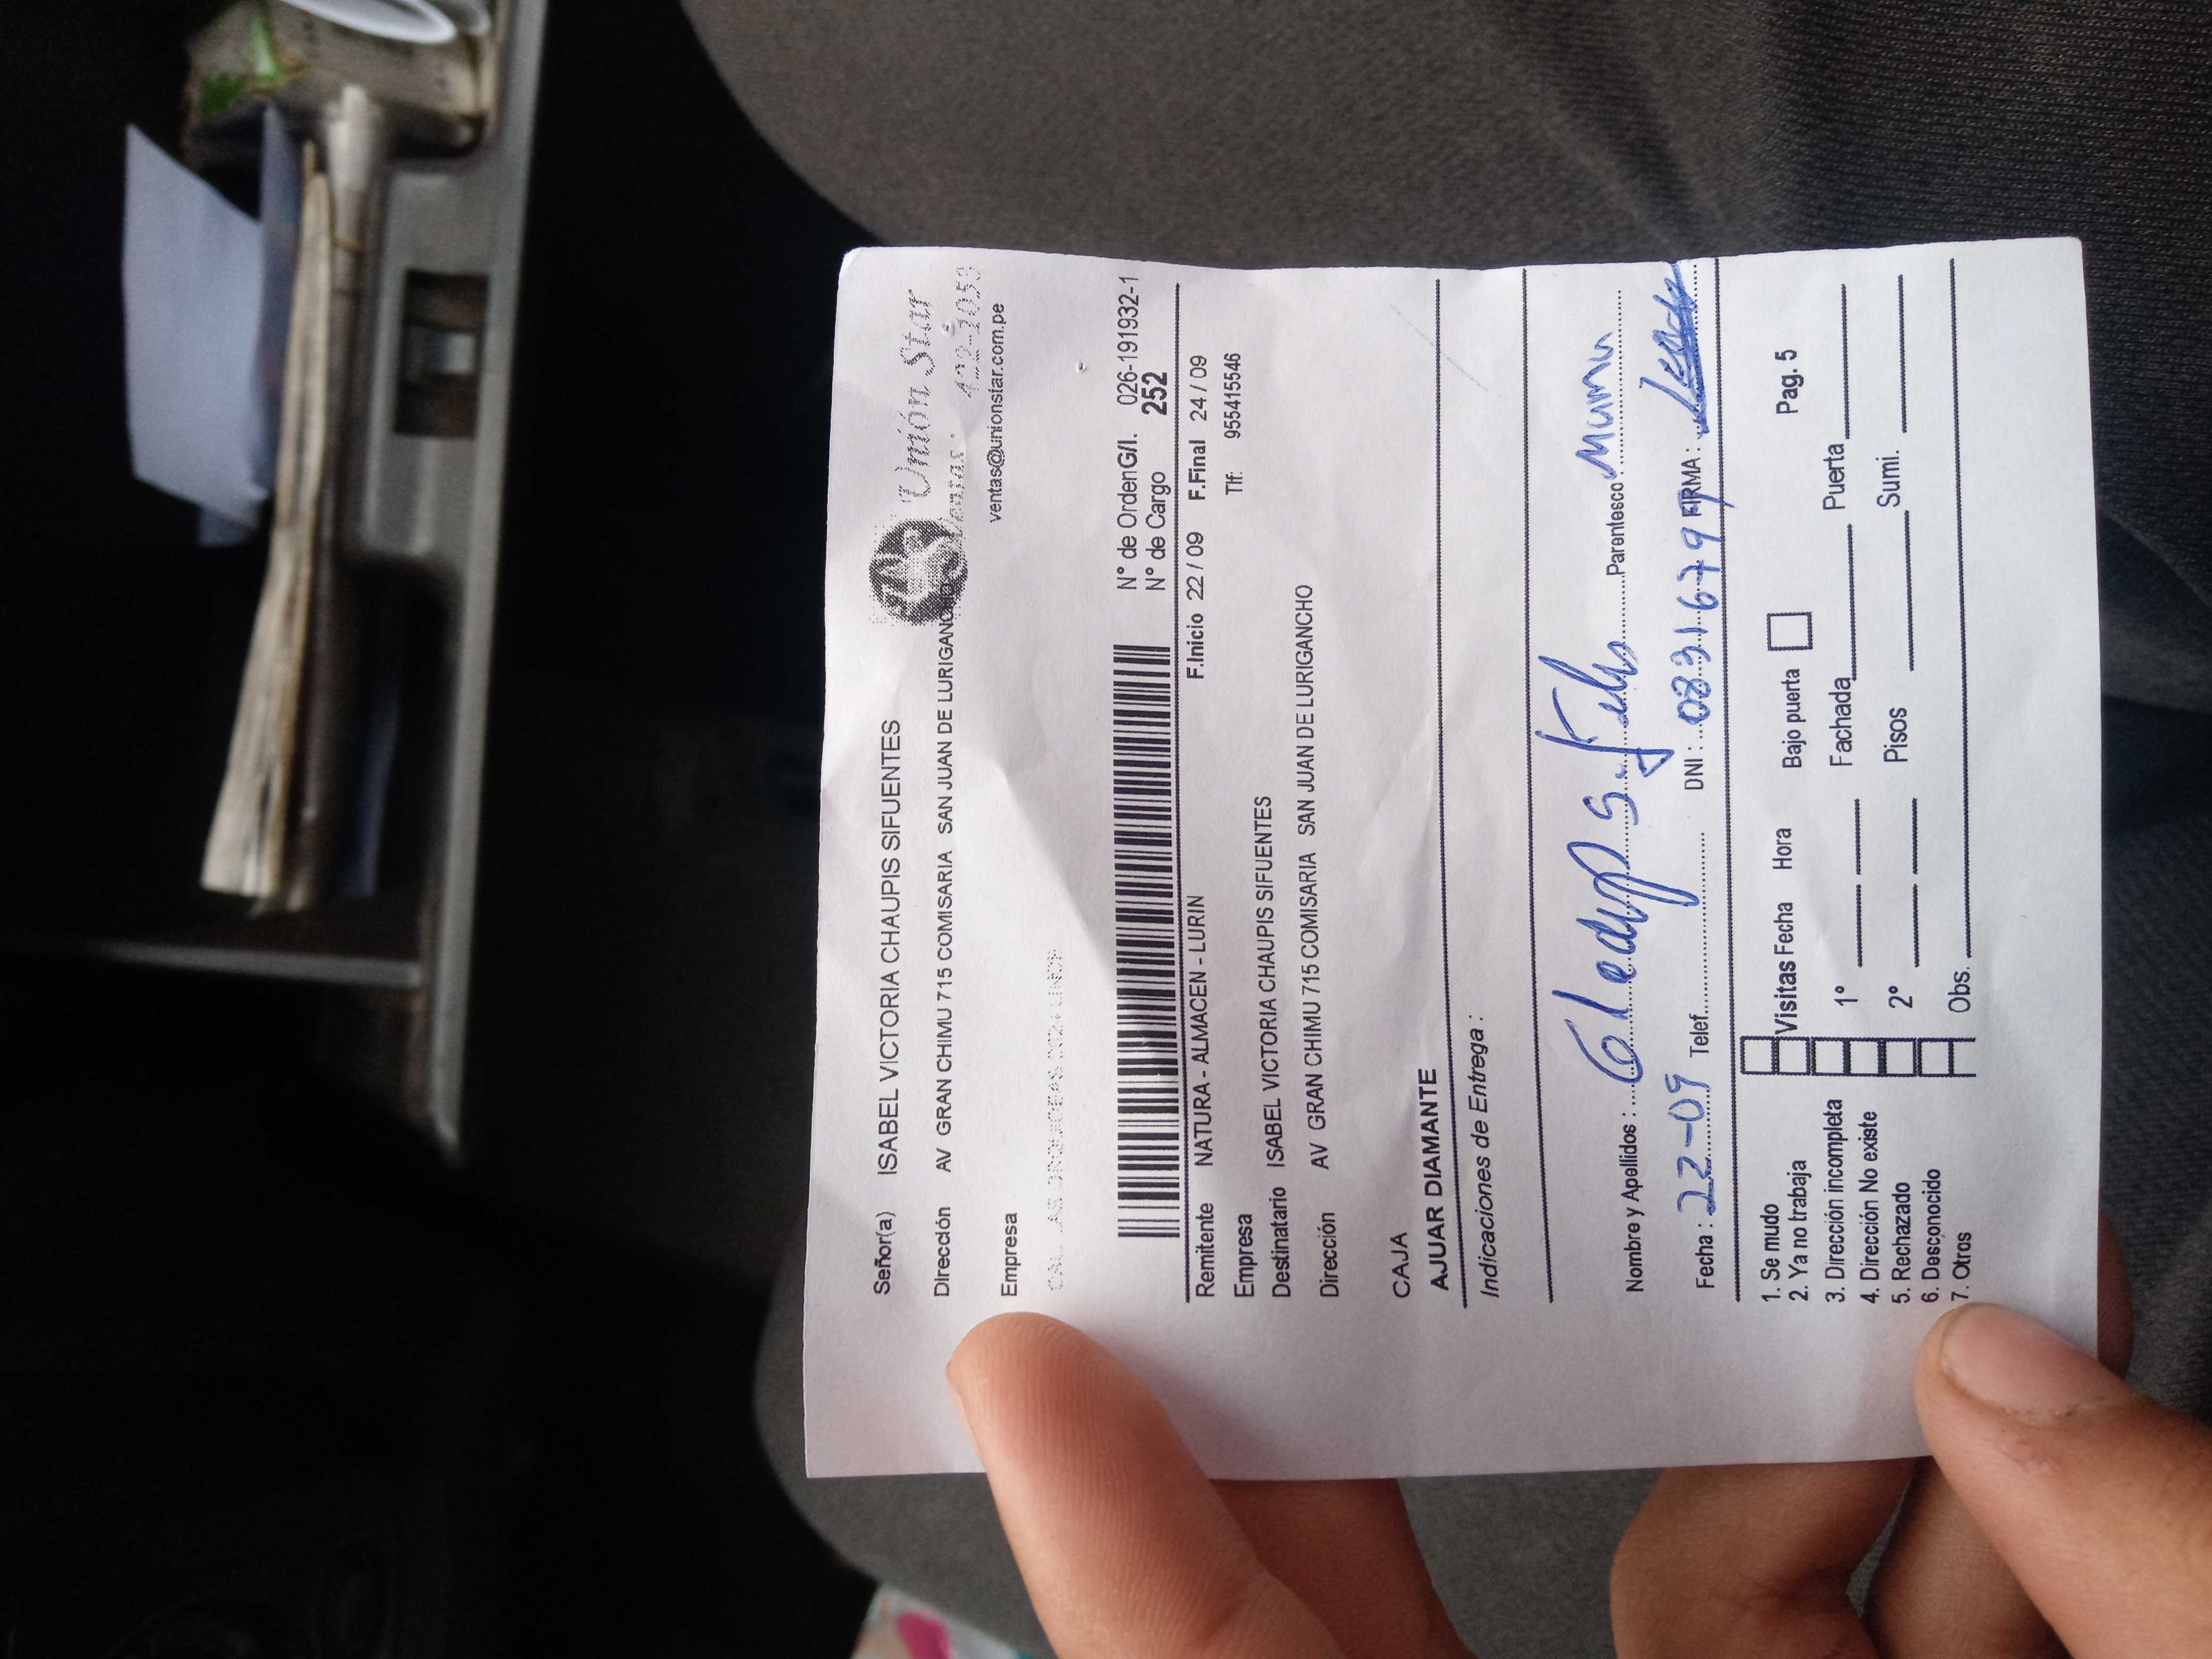 Señor(a) ISABEL VICTORIA CHAUPIS SIFUENTES
Unión Star
Dirección AV GRAN CHIMU 715 COMISARIA SAN JUAN DE LURIGANCHO
Ventas: 422-1053
Empresa
ventas@unionstar.com.pe
N° de OrdenG/I. 026-191932-1
N° de Cargo 252
Remitente NATURA - ALMACEN - LURIN F.Inicio 22 / 09 F.Final 24 / 09
Empresa Tlf: 955415546
Destinatario ISABEL VICTORIA CHAUPIS SIFUENTES
Dirección AV GRAN CHIMU 715 COMISARIA SAN JUAN DE LURIGANCHO
CAJA
AJUAR DIAMANTE
Indicaciones de Entrega :
Nombre y Apellidos : Parentesco
Fecha : 22-09 Telef. DNI : FIRMA :
1. Se mudo Visitas Fecha Hora Bajo puerta Pag. 5
2. Ya no trabaja
3. Dirección incompleta 1° Fachada Puerta
4. Dirección No existe
5. Rechazado 2° Pisos Sumi.
6. Desconocido
7. Otros Obs.